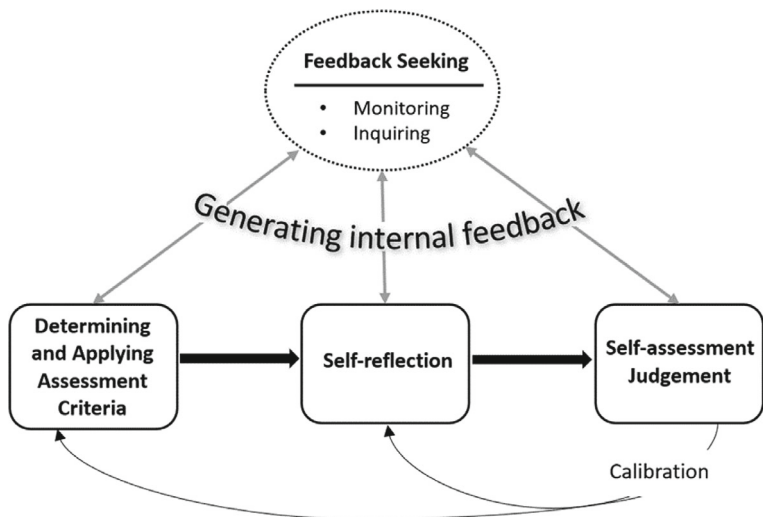 Feedback Seeking
• Monitoring
• Inquiring
Generating internal feedback
Determining
and Applying
Assessment
Criteria
Self-reflection
Self-assessment
Judgement
Calibration